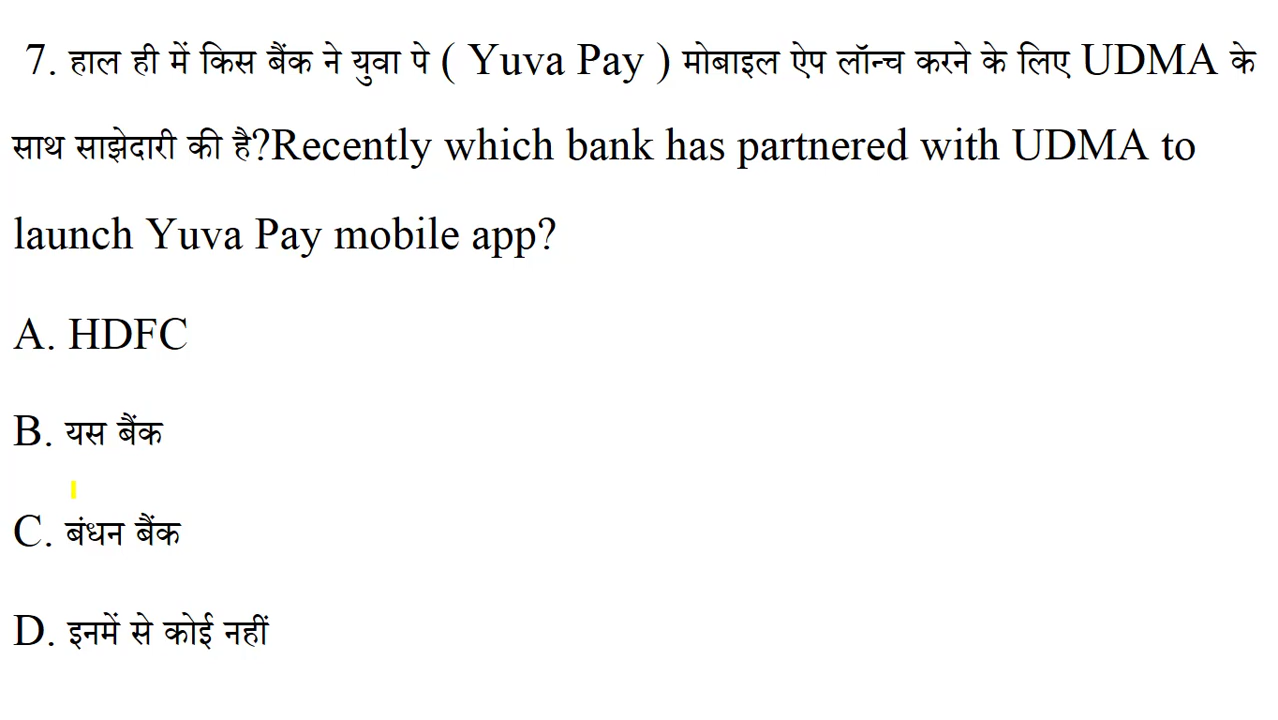 7. हाल ही में किस बैंक ने युवा पे ( Yuva Pay ) मोबाइल ऐप लॉन्च करने के लिए UDMA के
साथ साझेदारी की है?Recently which bank has partnered with UDMA to
launch Yuva Pay mobile app?
A. HDFC
B. यस बैंक
C. बंधन बैंक
D. इनमें से कोई नहीं